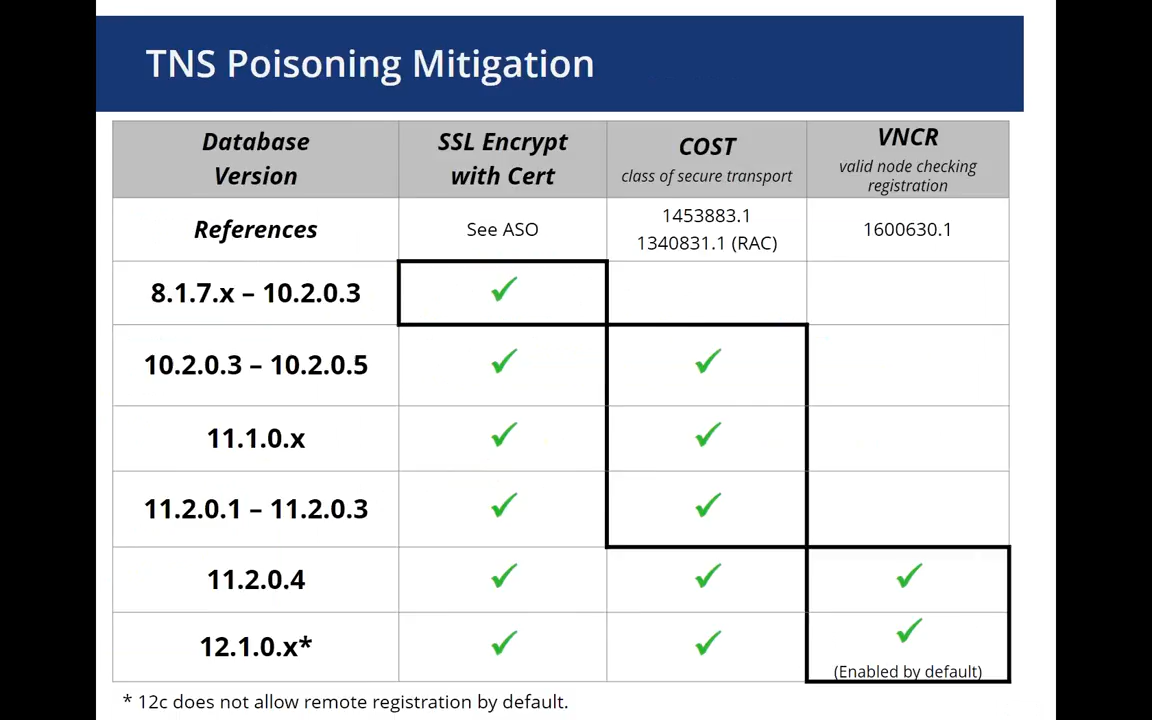 TNS Poisoning Mitigation
Database Version
SSL Encrypt with Cert
COST
class of secure transport
VNCR
valid node checking registration
References
See ASO
1453883.1
1340831.1 (RAC)
1600630.1
8.1.7.x – 10.2.0.3
✓
10.2.0.3 – 10.2.0.5
✓ ✓
11.1.0.x
✓ ✓
11.2.0.1 – 11.2.0.3
✓ ✓
11.2.0.4
✓ ✓ ✓
12.1.0.x*
✓ ✓ ✓
(Enabled by default)
* 12c does not allow remote registration by default.